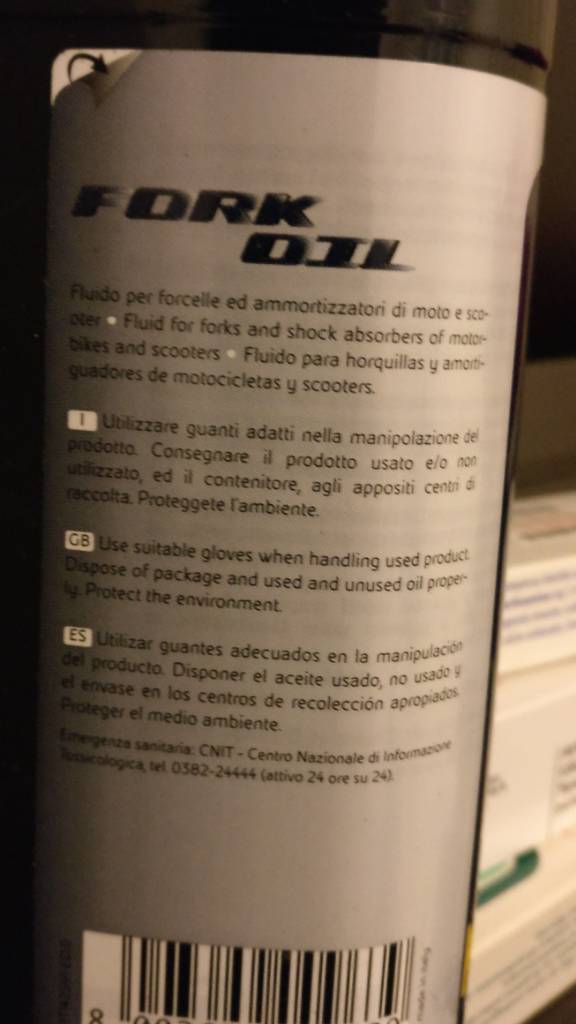 FORK
OIL
Fluido per forcelle ed ammortizzatori di moto e sco-
oter • Fluid for forks and shock absorbers of motor-
bikes and scooters • Fluido para horquillas y amorti-
guadores de motocicletas y scooters.
I Utilizzare guanti adatti nella manipolazione del
prodotto. Consegnare il prodotto usato e/o non
utilizzato, ed il contenitore, agli appositi centri di
raccolta. Proteggete l'ambiente.
GB Use suitable gloves when handling used product.
Dispose of package and used and unused oil proper-
ly. Protect the environment.
ES Utilizar guantes adecuados en la manipulación
del producto. Disponer el aceite usado, no usado y
el envase en los centros de recolección apropiados.
Proteger el medio ambiente.
Emergenza sanitaria: CNIT - Centro Nazionale di Informazione
Tossicologica, tel. 0382-24444 (attivo 24 ore su 24).
made in Italy
8